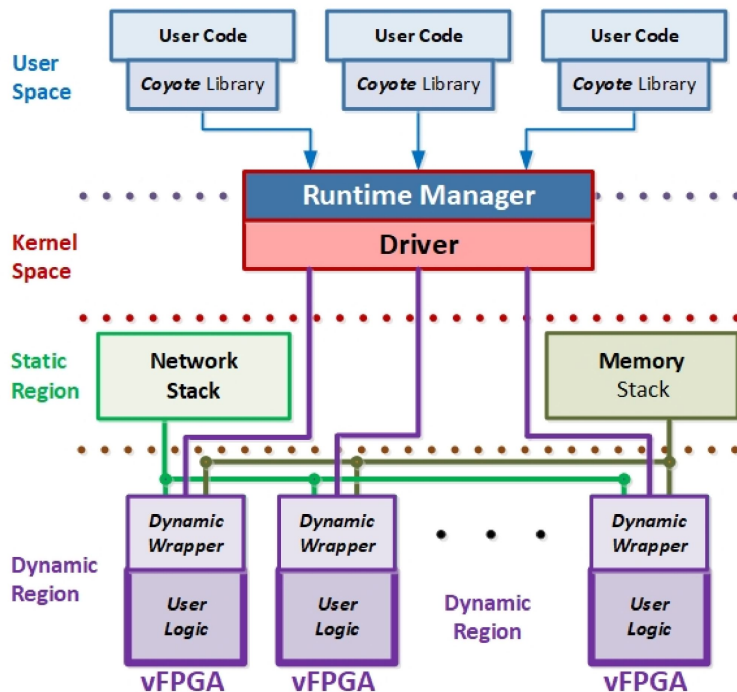 User Code
User Code
User Code
User
Space
Coyote Library
Coyote Library
Coyote Library
Runtime Manager
Kernel
Space
Driver
Static
Region
Network
Stack
Memory
Stack
Dynamic
Wrapper
Dynamic
Wrapper
Dynamic
Wrapper
Dynamic
Region
User
Logic
User
Logic
Dynamic
Region
User
Logic
vFPGA
vFPGA
vFPGA